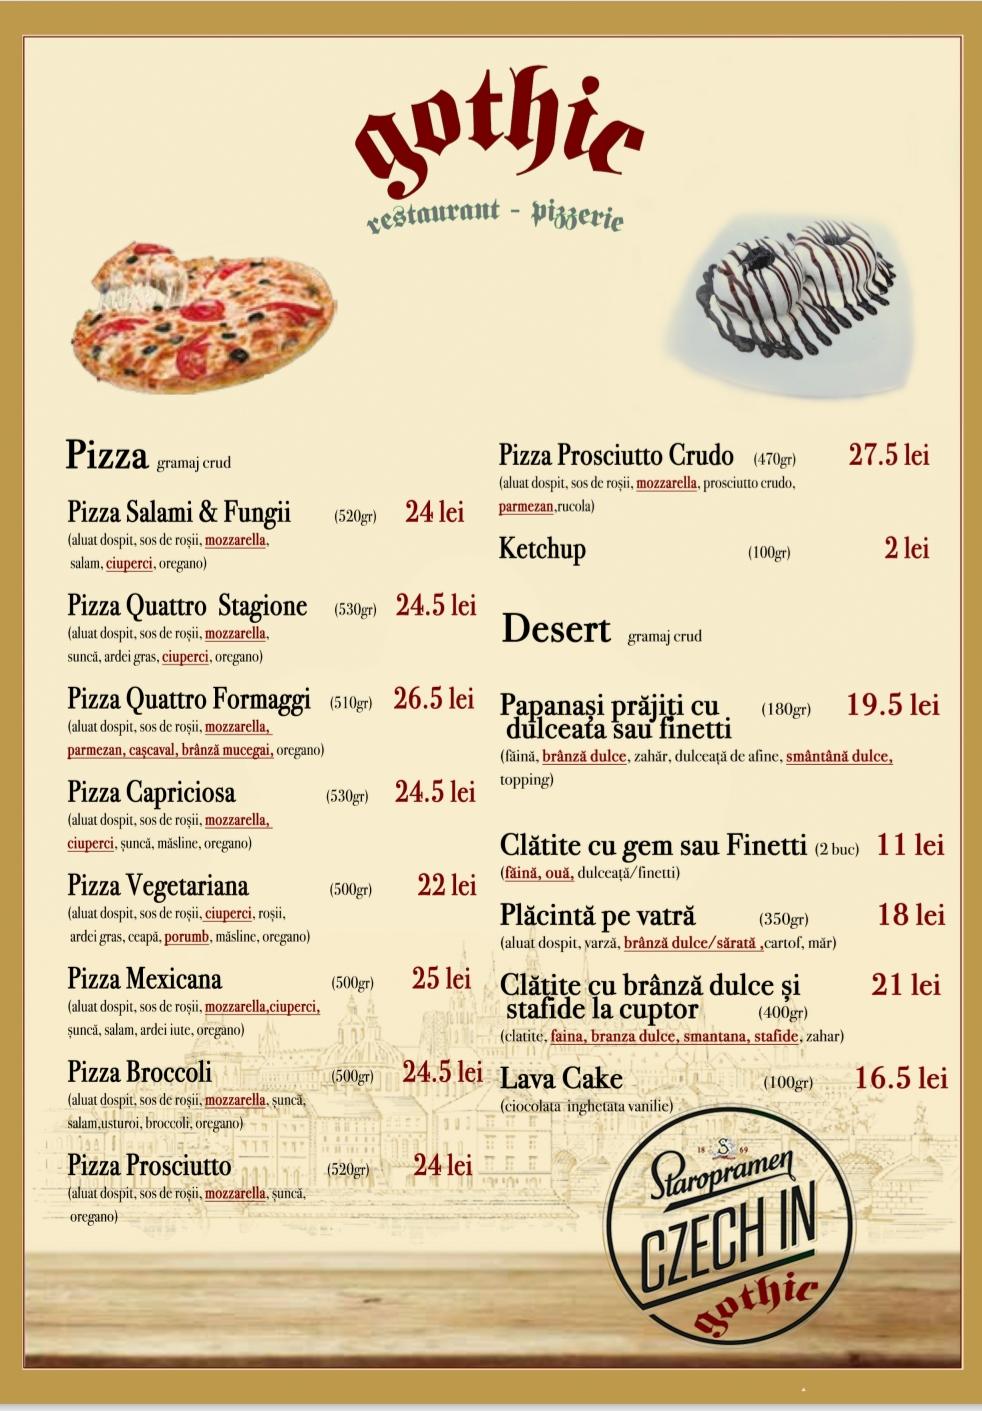 gothic
restaurant - pizzerie
Pizza gramaj crud
Pizza Salami & Fungii (520gr) 24 lei
(aluat dospit, sos de roșii, mozzarella,
salam, ciuperci, oregano)
Pizza Quattro Stagione (530gr) 24.5 lei
(aluat dospit, sos de roșii, mozzarella,
suncă, ardei gras, ciuperci, oregano)
Pizza Quattro Formaggi (510gr) 26.5 lei
(aluat dospit, sos de roșii, mozzarella,
parmezan, cașcaval, brânză mucegai, oregano)
Pizza Capriciosa (530gr) 24.5 lei
(aluat dospit, sos de roșii, mozzarella,
ciuperci, șuncă, măsline, oregano)
Pizza Vegetariana (500gr) 22 lei
(aluat dospit, sos de roșii, ciuperci, roșii,
ardei gras, ceapă, porumb, măsline, oregano)
Pizza Mexicana (500gr) 25 lei
(aluat dospit, sos de roșii, mozzarella,ciuperci,
șuncă, salam, ardei iute, oregano)
Pizza Broccoli (500gr) 24.5 lei
(aluat dospit, sos de roșii, mozzarella, șuncă,
salam,usturoi, broccoli, oregano)
Pizza Prosciutto (520gr) 24 lei
(aluat dospit, sos de roșii, mozzarella, șuncă,
oregano)
Pizza Prosciutto Crudo (470gr) 27.5 lei
(aluat dospit, sos de roșii, mozzarella, prosciutto crudo,
parmezan,rucola)
Ketchup (100gr) 2 lei
Desert gramaj crud
Papanași prăjiți cu (180gr) 19.5 lei
dulceata sau finetti
(făină, brânză dulce, zahăr, dulceață de afine, smântână dulce,
topping)
Clătite cu gem sau Finetti (2 buc) 11 lei
(făină, ouă, dulceață/finetti)
Plăcintă pe vatră (350gr) 18 lei
(aluat dospit, varză, brânză dulce/sărată ,cartof, măr)
Clătite cu brânză dulce și 21 lei
stafide la cuptor (400gr)
(clatite, faina, branza dulce, smantana, stafide, zahar)
Lava Cake (100gr) 16.5 lei
(ciocolata inghetata vanilie)
18 S 69
Staropramen
CZECH IN
gothic